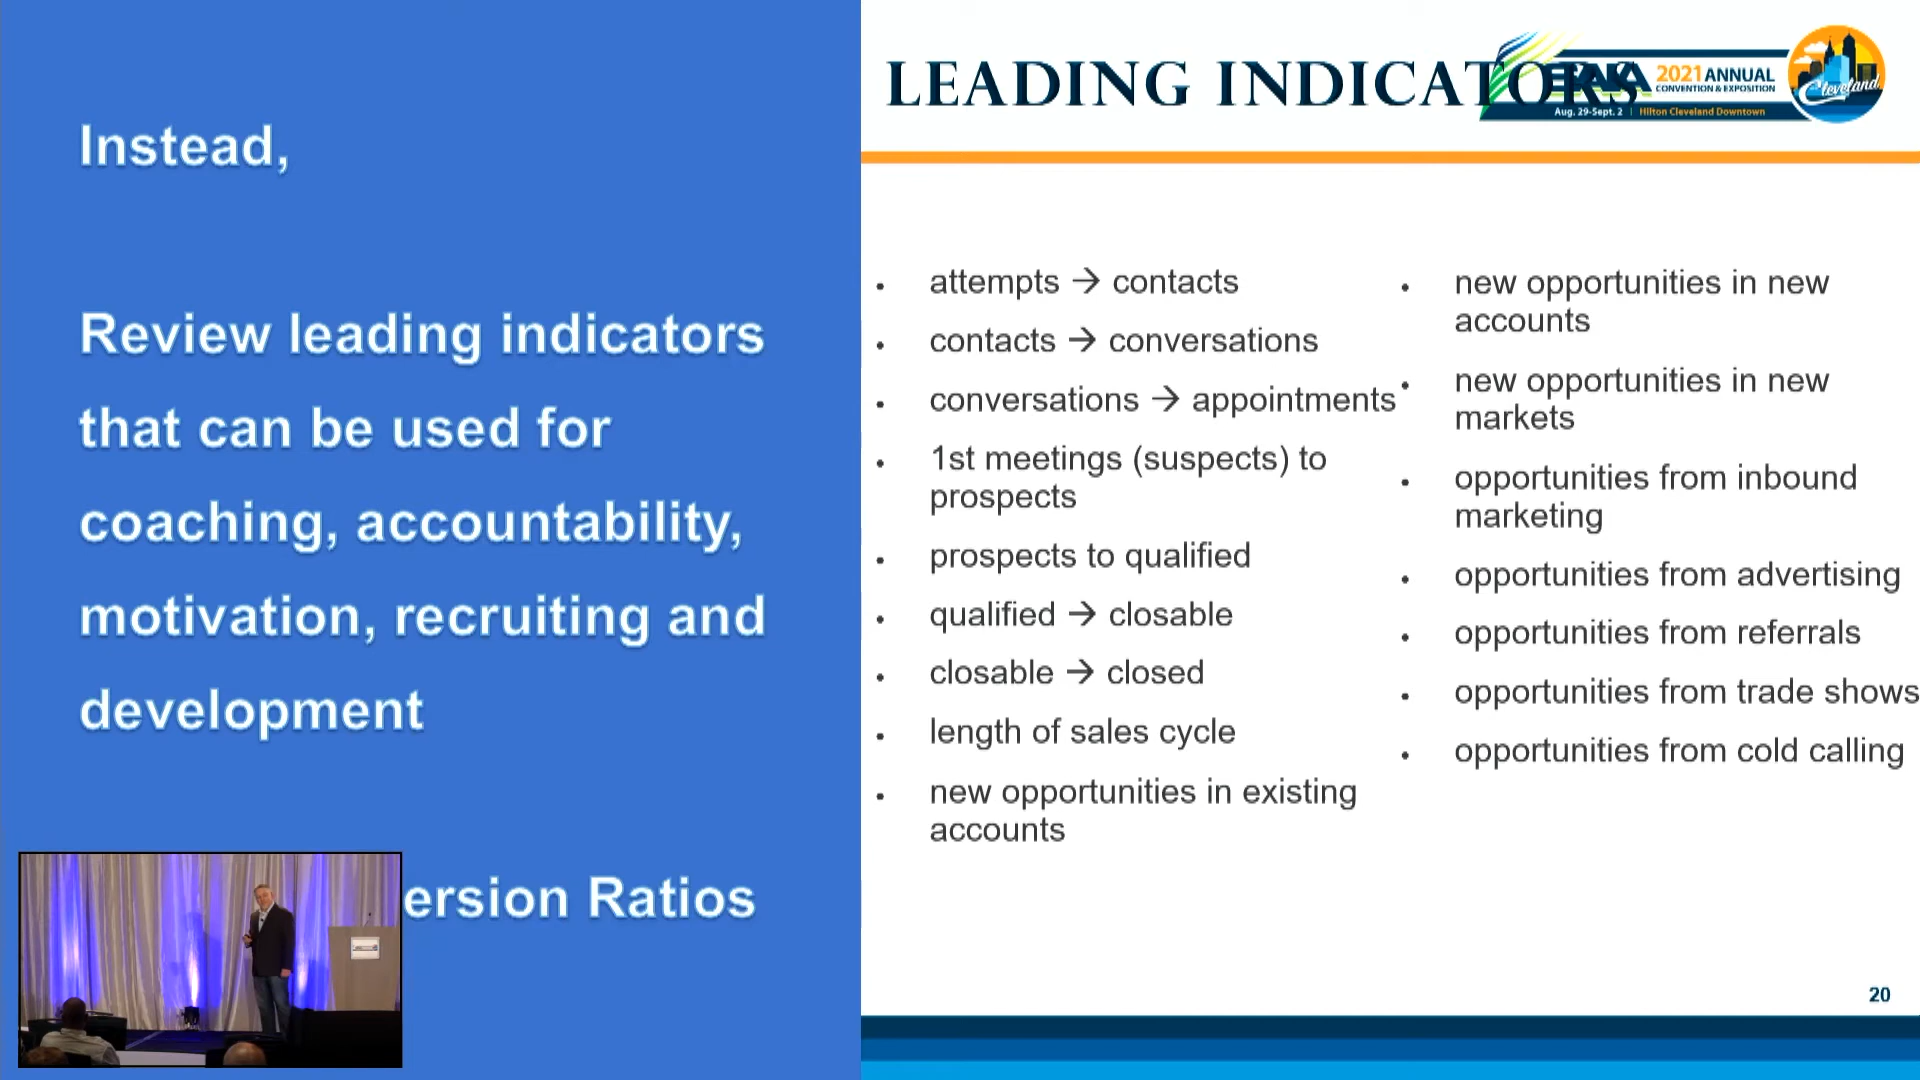 Instead,
Review leading indicators
that can be used for
coaching, accountability,
motivation, recruiting and
development
ersion Ratios
LEADING INDICATORS
2021 ANNUAL
CONVENTION & EXPOSITION
Aug. 29-Sept. 2 | Hilton Cleveland Downtown
Cleveland
• attempts → contacts
• contacts → conversations
• conversations → appointments
• 1st meetings (suspects) to
prospects
• prospects to qualified
• qualified → closable
• closable → closed
• length of sales cycle
• new opportunities in existing
accounts
• new opportunities in new
accounts
• new opportunities in new
markets
• opportunities from inbound
marketing
• opportunities from advertising
• opportunities from referrals
• opportunities from trade shows
• opportunities from cold calling
20